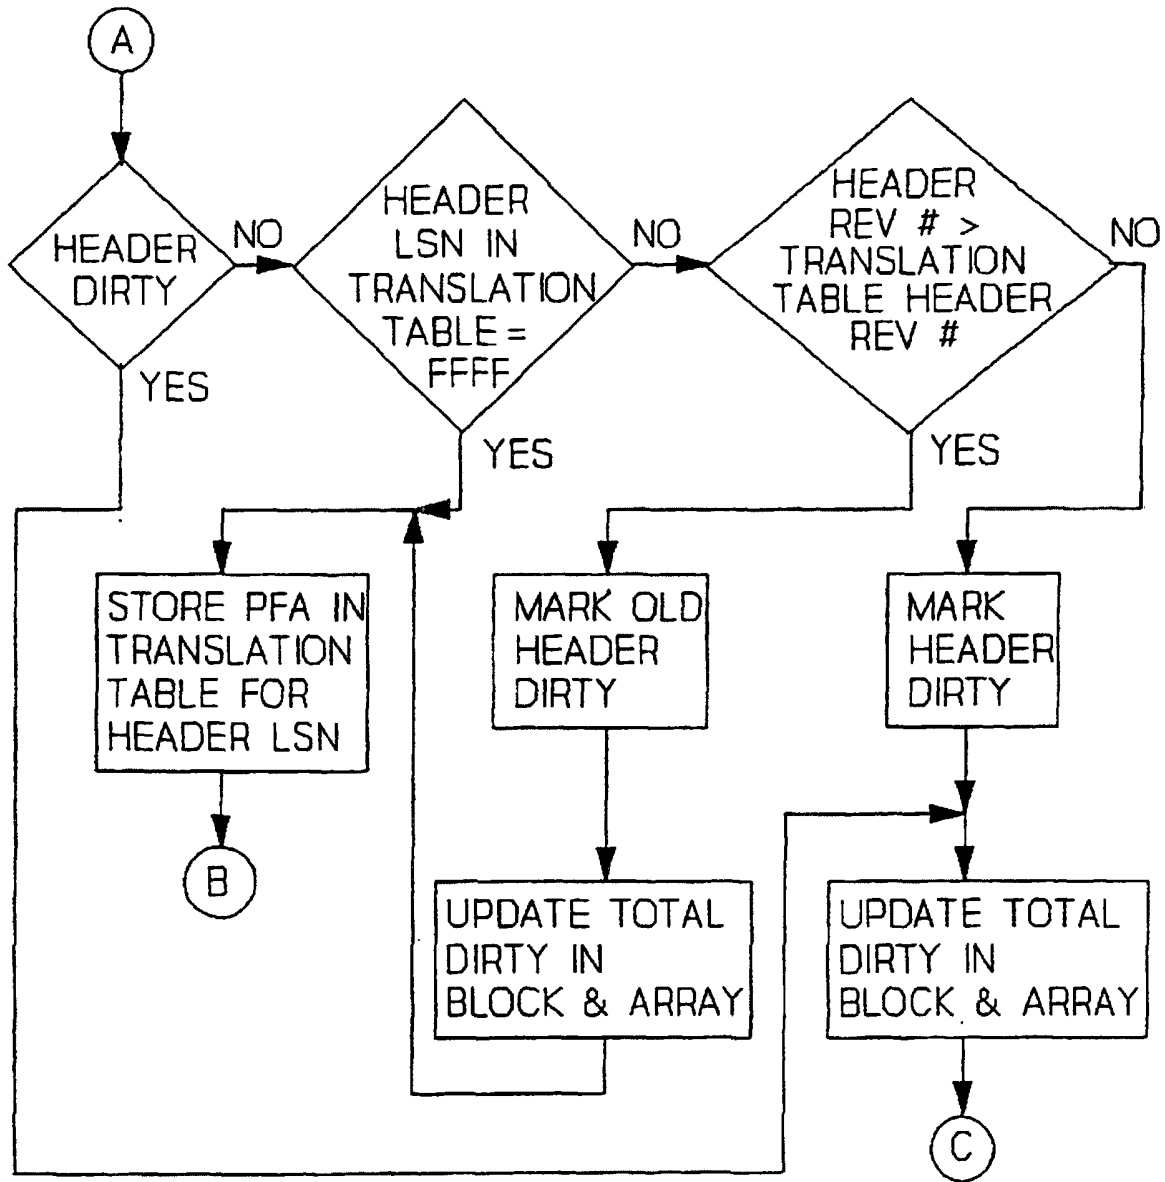 A
HEADER
DIRTY
NO
YES
HEADER
LSN IN
TRANSLATION
TABLE =
FFFF
NO
YES
HEADER
REV # >
TRANSLATION
TABLE HEADER
REV #
NO
YES
STORE PFA IN
TRANSLATION
TABLE FOR
HEADER LSN
MARK OLD
HEADER
DIRTY
MARK
HEADER
DIRTY
B
UPDATE TOTAL
DIRTY IN
BLOCK & ARRAY
UPDATE TOTAL
DIRTY IN
BLOCK & ARRAY
C